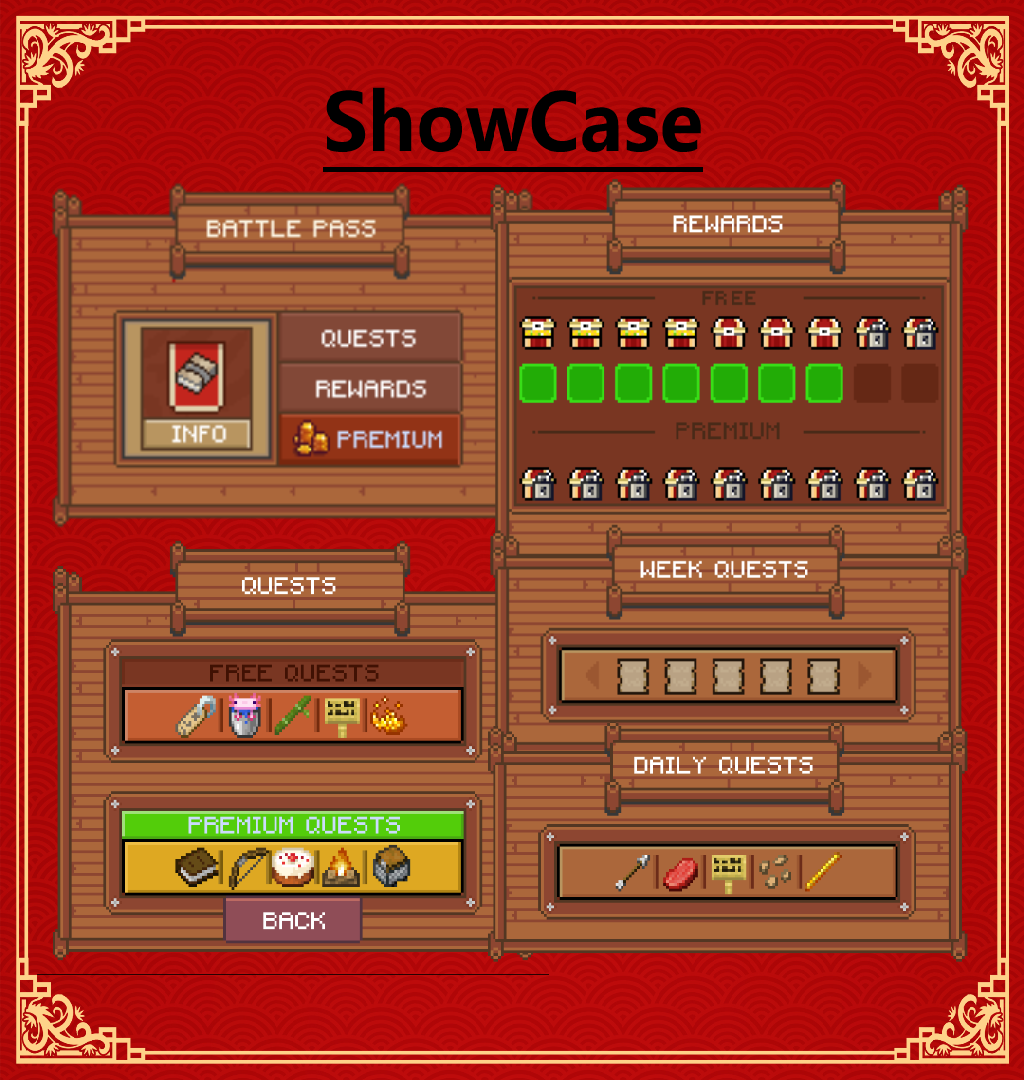 ShowCase
BATTLE PASS
QUESTS
REWARDS
INFO
PREMIUM
REWARDS
FREE
PREMIUM
QUESTS
FREE QUESTS
PREMIUM QUESTS
BACK
WEEK QUESTS
DAILY QUESTS